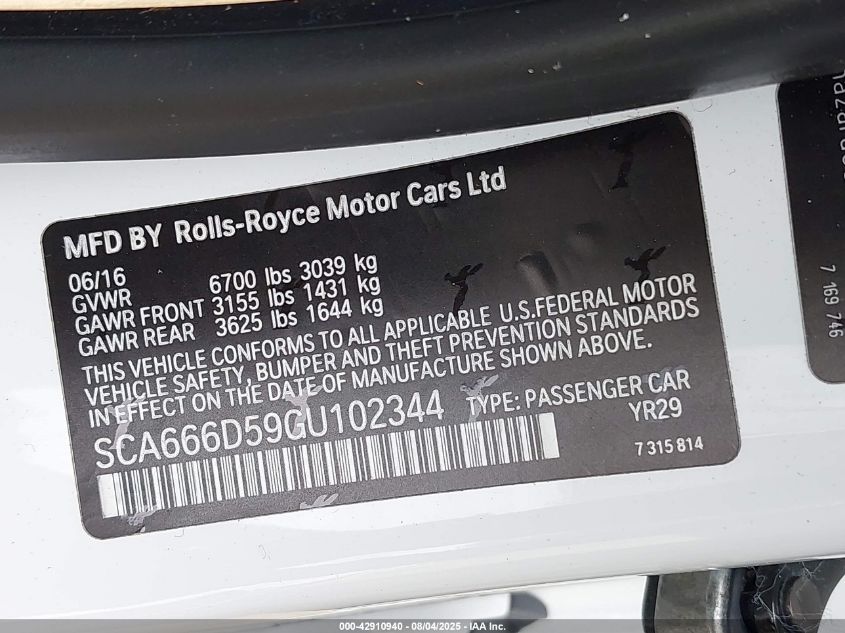 MFD BY Rolls-Royce Motor Cars Ltd
06/16
GVWR 6700 lbs 3039 kg
GAWR FRONT 3155 lbs 1431 kg
GAWR REAR 3625 lbs 1644 kg
THIS VEHICLE CONFORMS TO ALL APPLICABLE U.S.FEDERAL MOTOR
VEHICLE SAFETY, BUMPER AND THEFT PREVENTION STANDARDS
IN EFFECT ON THE DATE OF MANUFACTURE SHOWN ABOVE.
SCA666D59GU102344 TYPE: PASSENGER CAR
YR29
7 315 814
7 169 746
000-42910940 - 08/04/2025 - IAA Inc.